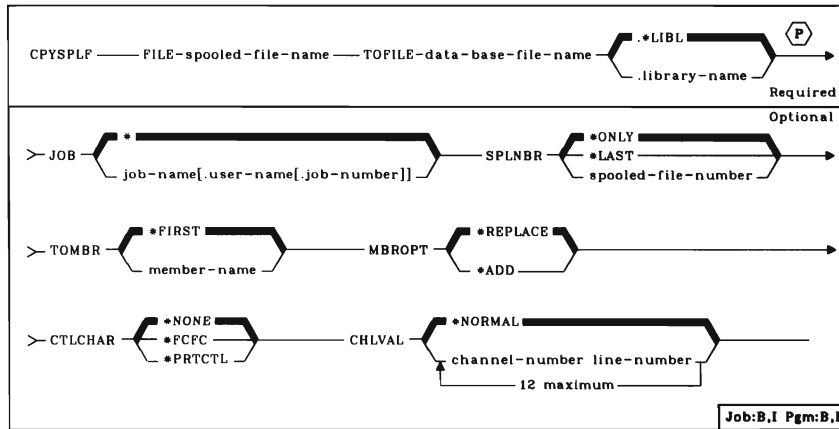 .*LIBL
P
CPYSPLF FILE-spooled-file-name TOFILE-data-base-file-name
.library-name
Required
Optional
* *ONLY
JOB SPLNBR *LAST
job-name[.user-name[.job-number]] spooled-file-number
*FIRST *REPLACE
TOMBR MBROPT
member-name *ADD
*NONE *NORMAL
CTLCHAR *FCFC CHLVAL
*PRTCTL channel-number line-number
12 maximum
Job:B,I Pgm:B,I